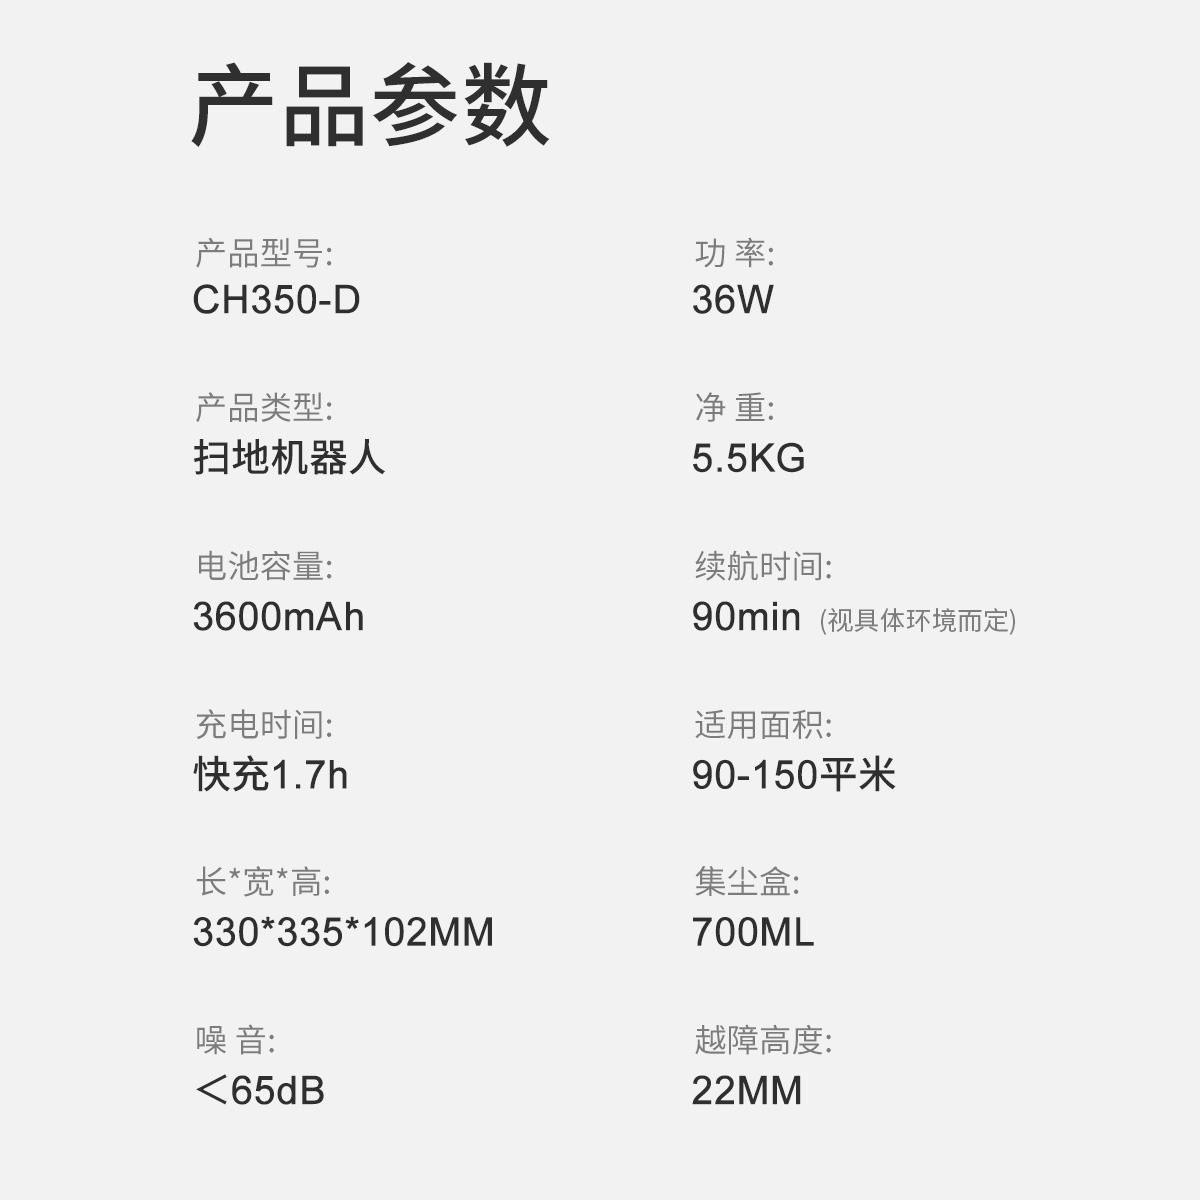 产品参数
产品型号:
CH350-D
功 率:
36W
产品类型:
扫地机器人
净 重:
5.5KG
电池容量:
3600mAh
续航时间:
90min (视具体环境而定)
充电时间:
快充1.7h
适用面积:
90-150平米
长*宽*高:
330*335*102MM
集尘盒:
700ML
噪 音:
＜65dB
越障高度:
22MM